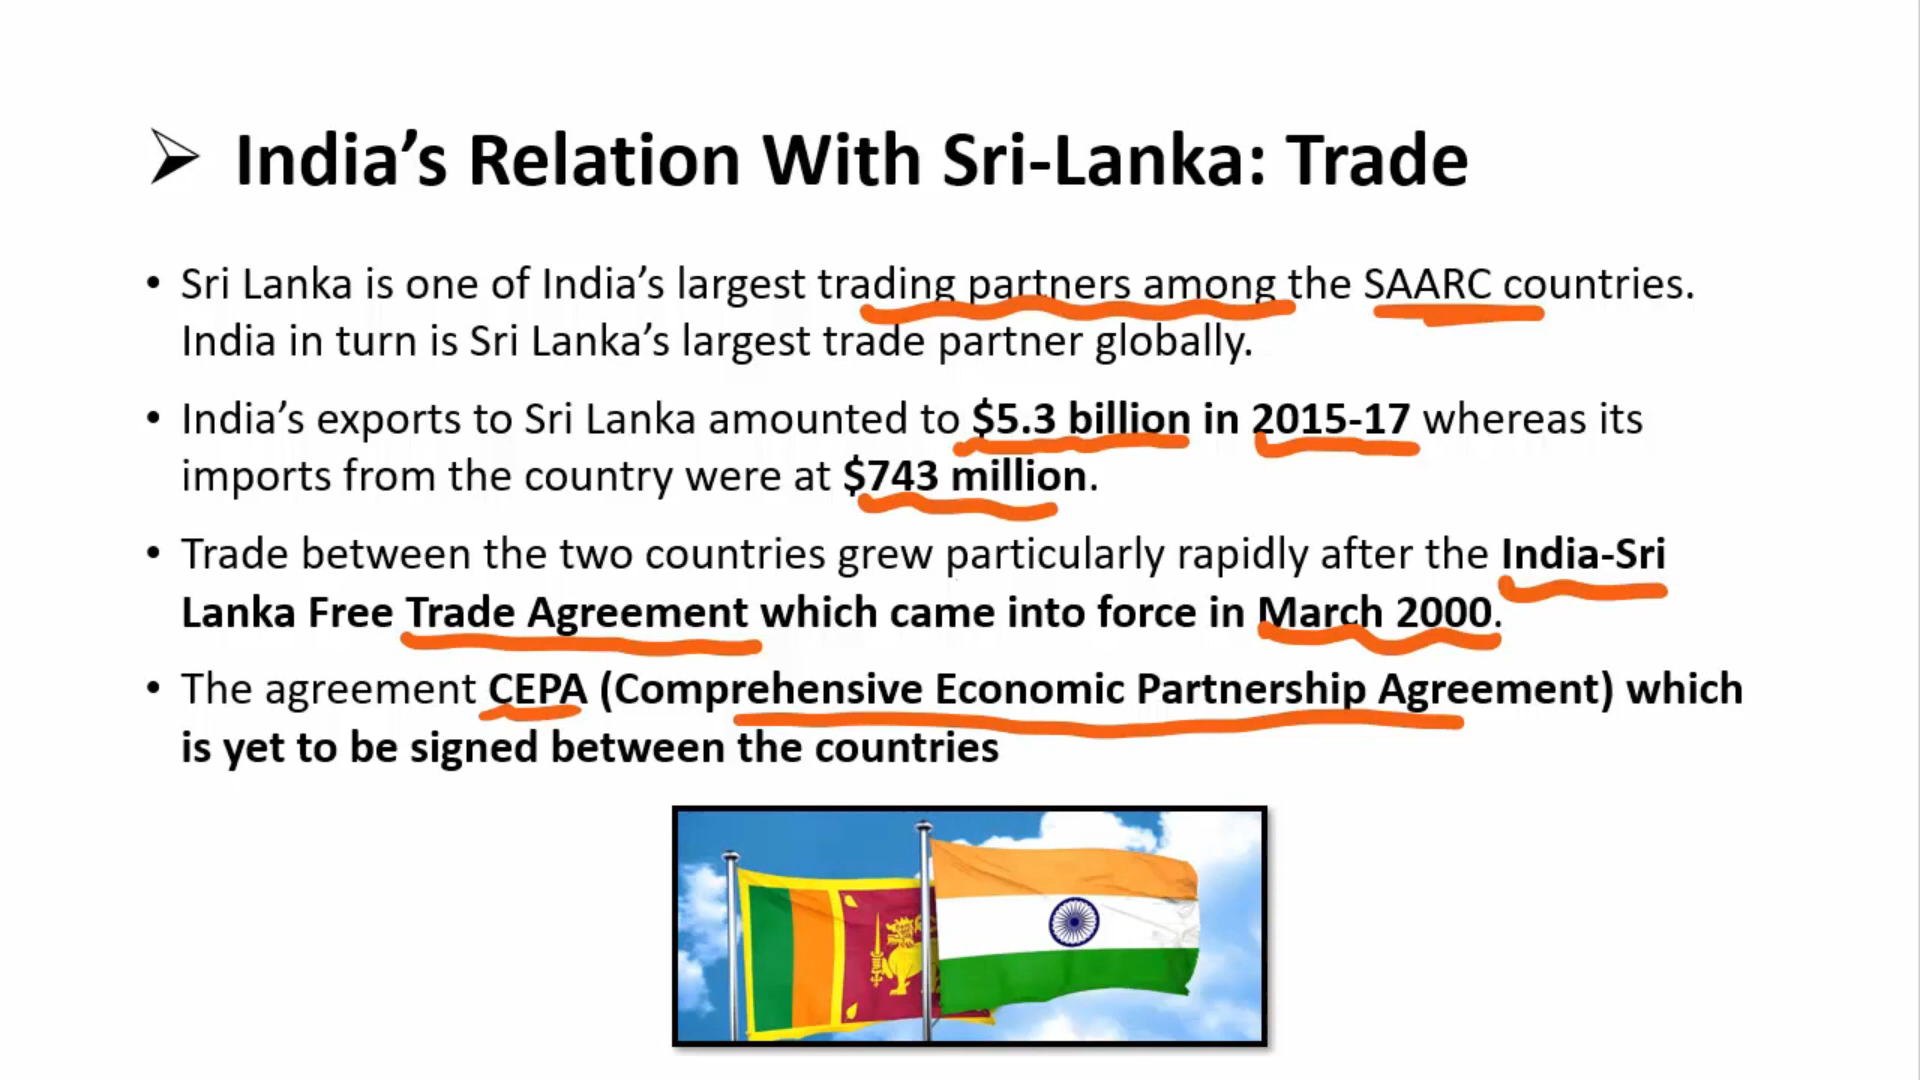 ➢ India’s Relation With Sri-Lanka: Trade
• Sri Lanka is one of India’s largest trading partners among the SAARC countries.
India in turn is Sri Lanka’s largest trade partner globally.
• India’s exports to Sri Lanka amounted to $5.3 billion in 2015-17 whereas its
imports from the country were at $743 million.
• Trade between the two countries grew particularly rapidly after the India-Sri
Lanka Free Trade Agreement which came into force in March 2000.
• The agreement CEPA (Comprehensive Economic Partnership Agreement) which
is yet to be signed between the countries